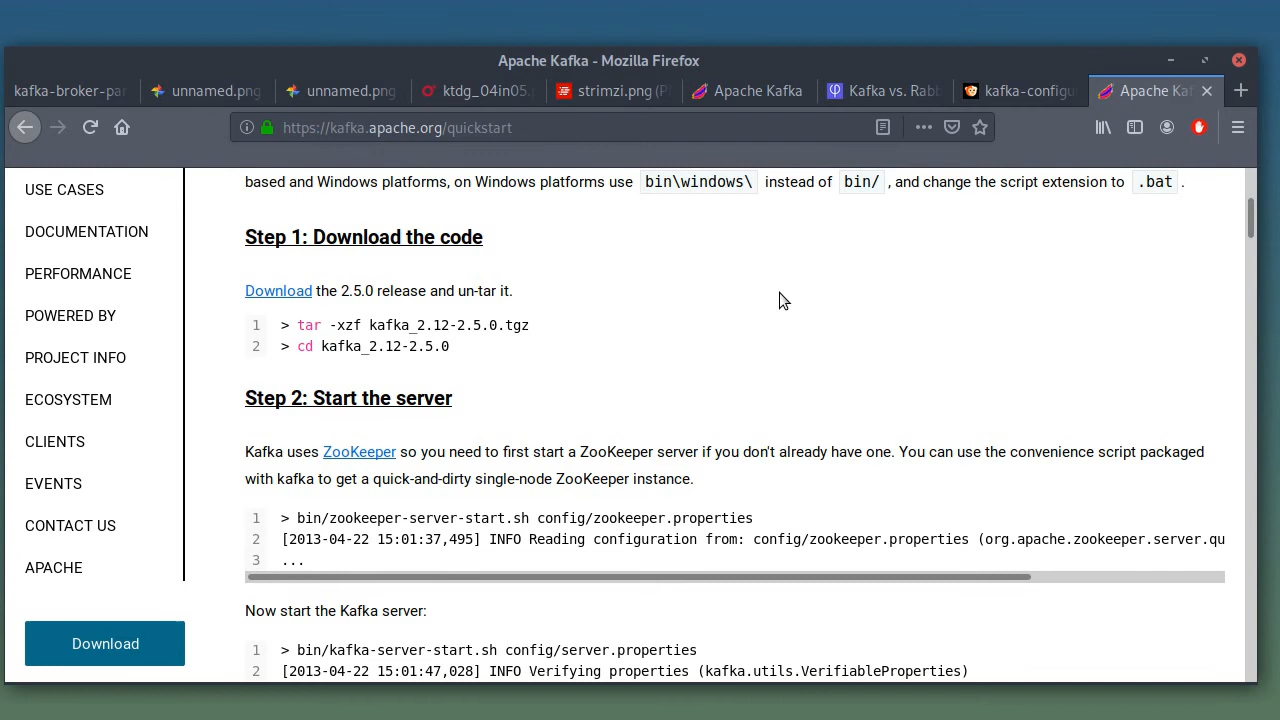 Apache Kafka - Mozilla Firefox
kafka-broker-par
unnamed.png
unnamed.png
ktdg_04in05.p
strimzi.png (P
Apache Kafka
Kafka vs. Rabb
kafka-configu
Apache Kaf
https://kafka.apache.org/quickstart
USE CASES
DOCUMENTATION
PERFORMANCE
POWERED BY
PROJECT INFO
ECOSYSTEM
CLIENTS
EVENTS
CONTACT US
APACHE
Download
based and Windows platforms, on Windows platforms use bin\windows\ instead of bin/ , and change the script extension to .bat .
Step 1: Download the code
Download the 2.5.0 release and un-tar it.
1 > tar -xzf kafka_2.12-2.5.0.tgz
2 > cd kafka_2.12-2.5.0
Step 2: Start the server
Kafka uses ZooKeeper so you need to first start a ZooKeeper server if you don't already have one. You can use the convenience script packaged
with kafka to get a quick-and-dirty single-node ZooKeeper instance.
1 > bin/zookeeper-server-start.sh config/zookeeper.properties
2 [2013-04-22 15:01:37,495] INFO Reading configuration from: config/zookeeper.properties (org.apache.zookeeper.server.qu
3 ...
Now start the Kafka server:
1 > bin/kafka-server-start.sh config/server.properties
2 [2013-04-22 15:01:47,028] INFO Verifying properties (kafka.utils.VerifiableProperties)